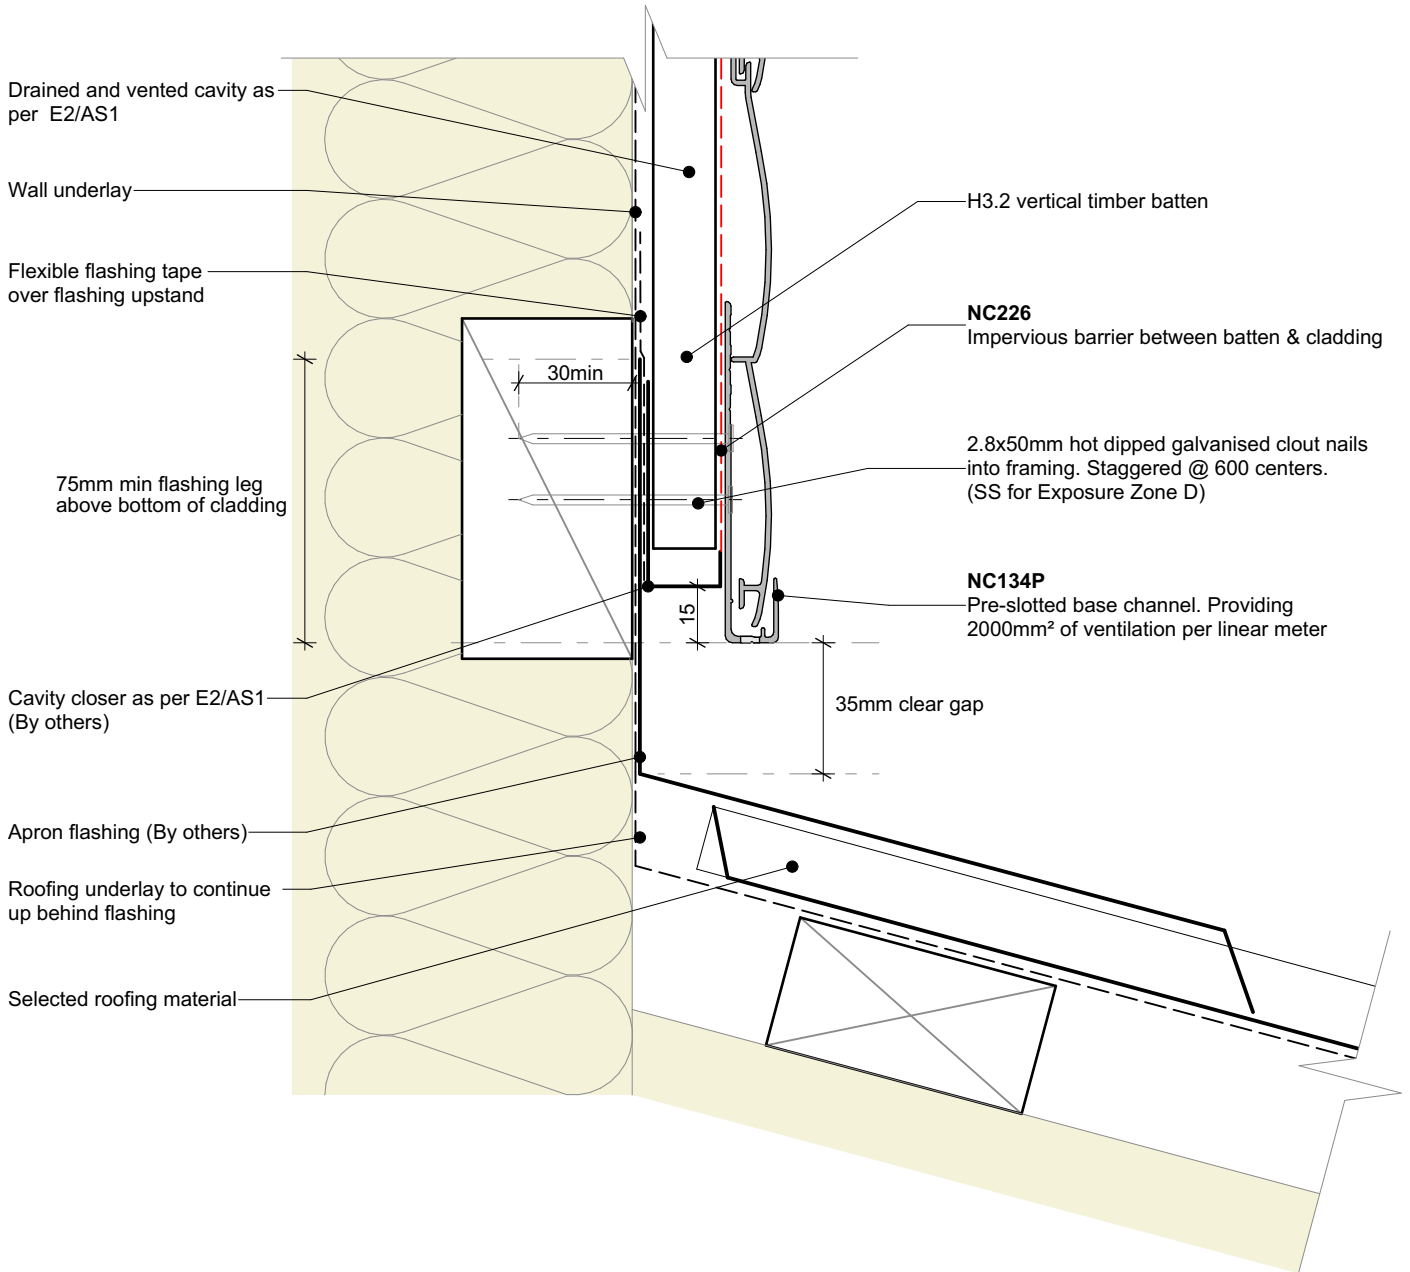 Drained and vented cavity as
per E2/AS1
Wall underlay
Flexible flashing tape
over flashing upstand
30min
75mm min flashing leg
above bottom of cladding
15
Cavity closer as per E2/AS1
(By others)
Apron flashing (By others)
Roofing underlay to continue
up behind flashing
Selected roofing material
H3.2 vertical timber batten
NC226
Impervious barrier between batten & cladding
2.8x50mm hot dipped galvanised clout nails
into framing. Staggered @ 600 centers.
(SS for Exposure Zone D)
NC134P
Pre-slotted base channel. Providing
2000mm² of ventilation per linear meter
35mm clear gap